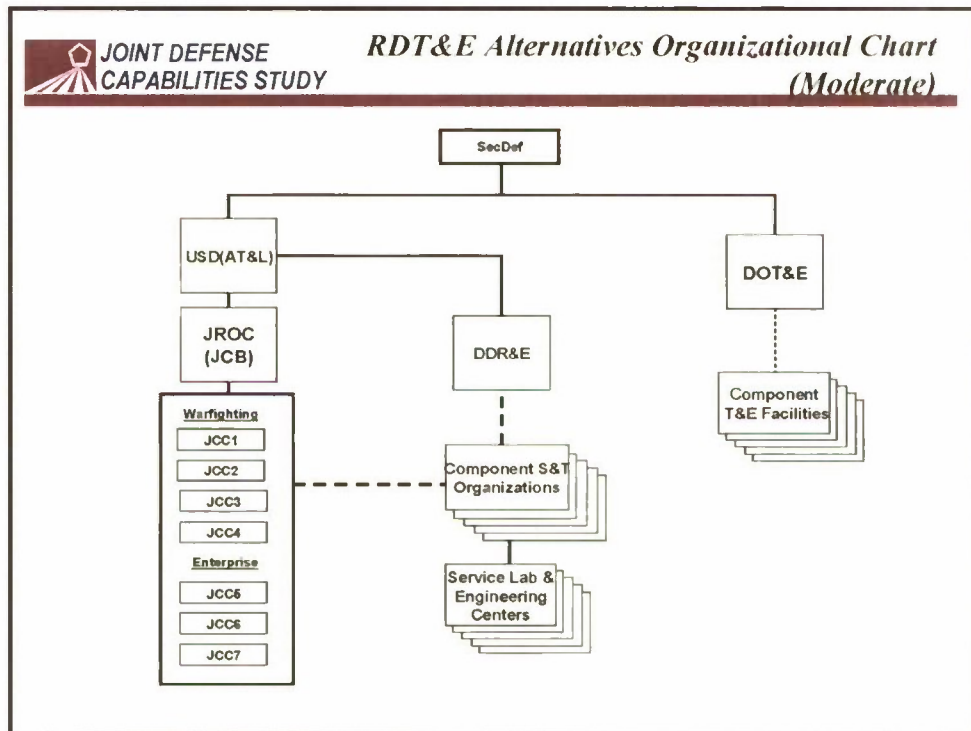 JOINT DEFENSE
CAPABILITIES STUDY
RDT&E Alternatives Organizational Chart
(Moderate)
SecDef
USD(AT&L)
DOT&E
JROC
(JCB)
DDR&E
Component
T&E Facilities
Warfighting
JCC1
JCC2
JCC3
JCC4
Enterprise
JCC5
JCC6
JCC7
Component S&T
Organizations
Service Lab &
Engineering
Centers